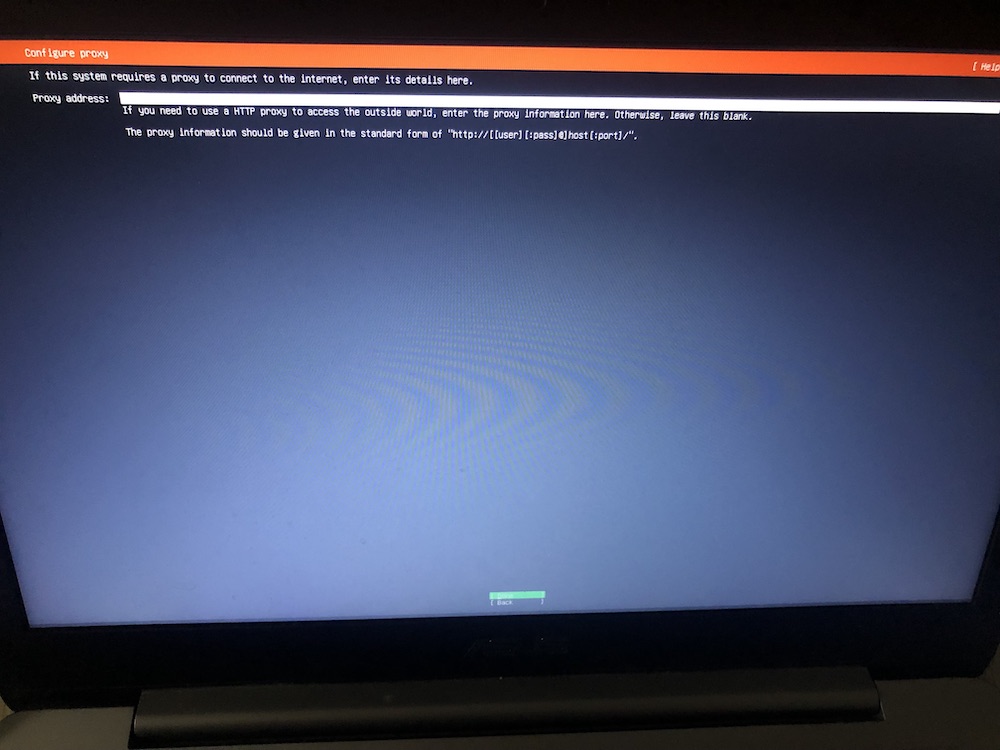 Configure proxy
[ Help
If this system requires a proxy to connect to the internet, enter its details here.
Proxy address:
If you need to use a HTTP proxy to access the outside world, enter the proxy information here. Otherwise, leave this blank.
The proxy information should be given in the standard form of "http://[[user][:pass]@]host[:port]/".
[ Done ]
[ Back ]